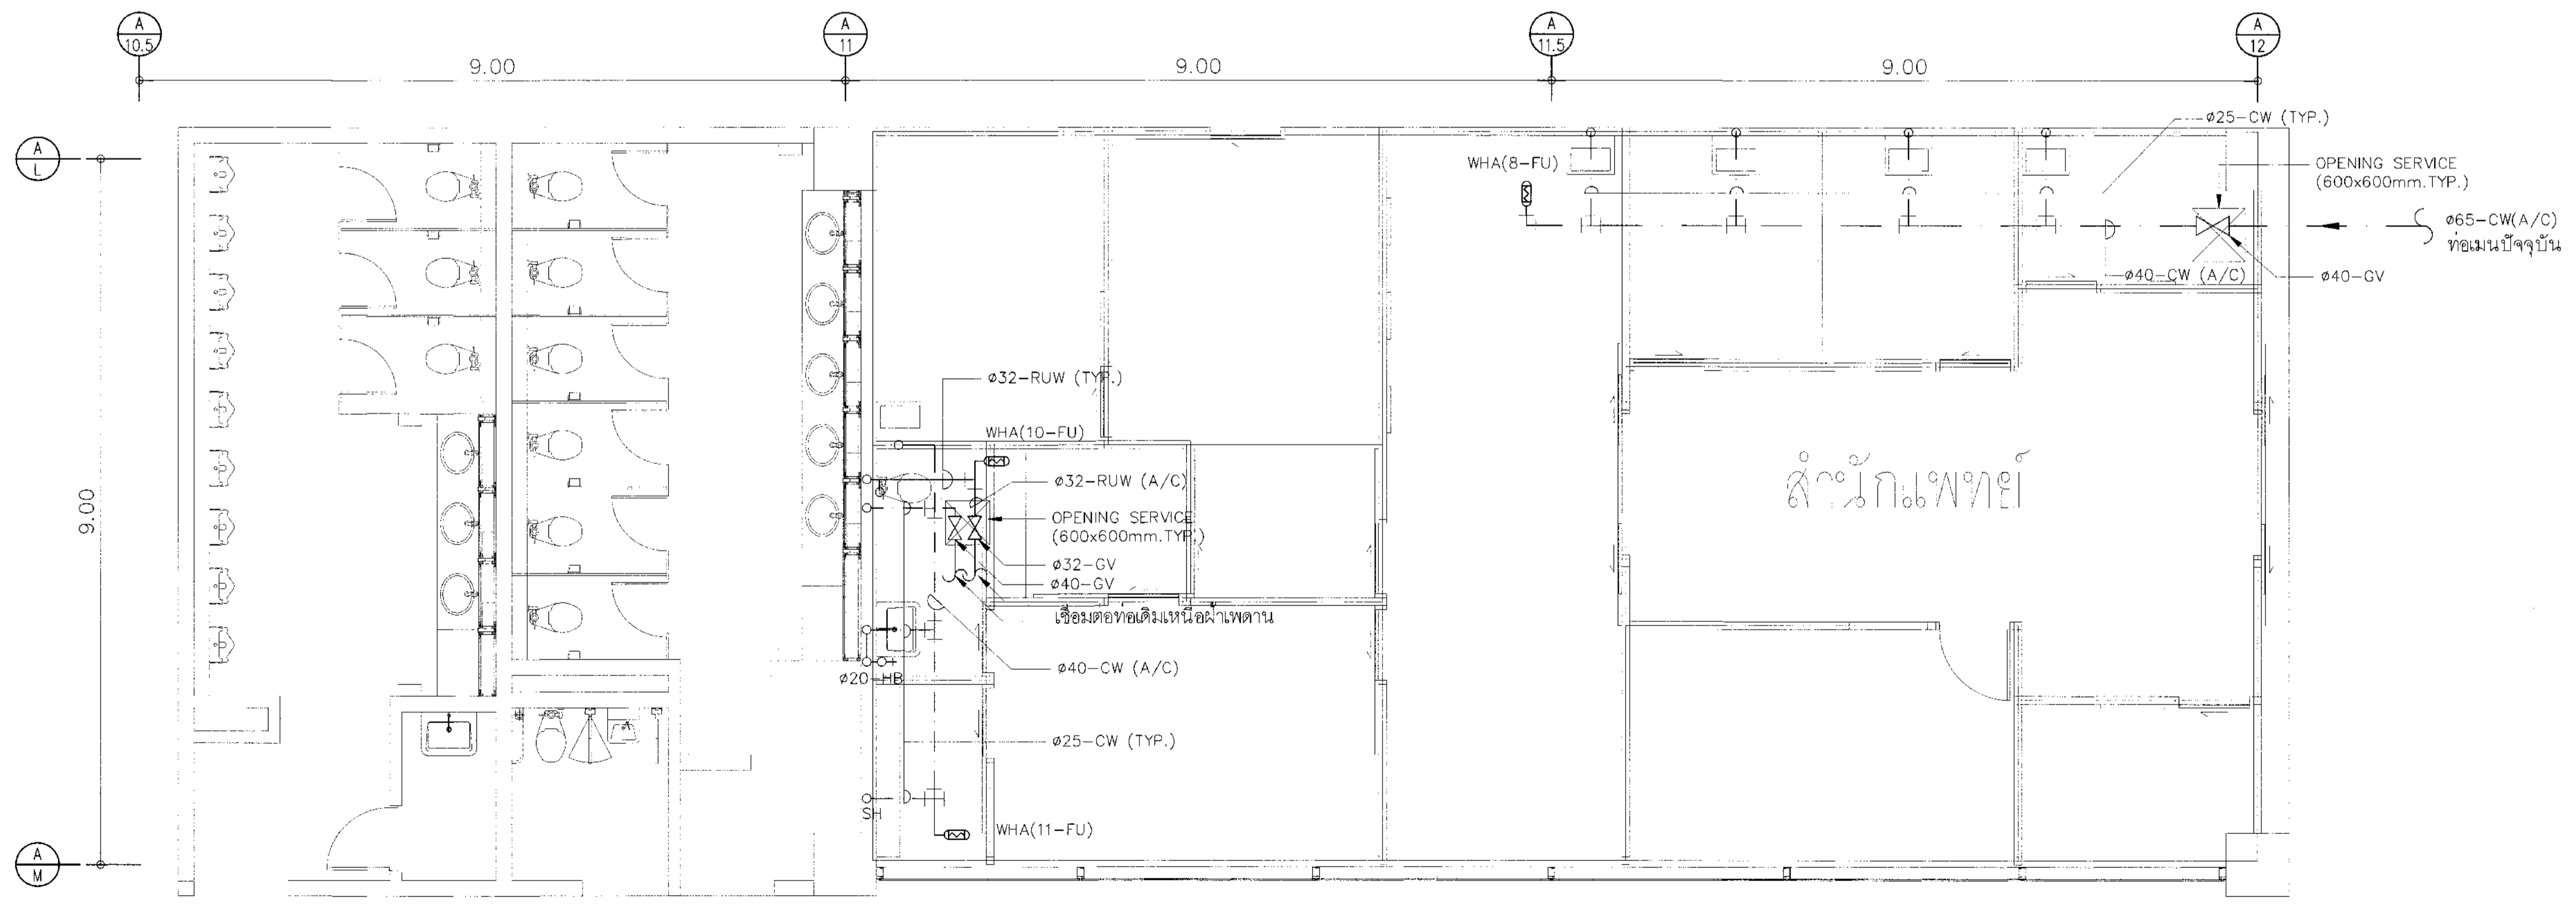 A
10.5
A
11
A
11.5
A
12
9.00
9.00
9.00
ø25-CW (TYP.)
A
L
WHA(8-FU)
OPENING SERVICE
(600x600mm.TYP.)
ø65-CW(A/C)
ท่อเมนปัจจุบัน
ø40-CW (A/C)
ø40-GV
ø32-RUW (TYP.)
WHA(10-FU)
ø32-RUW (A/C)
OPENING SERVICE
(600x600mm.TYP.)
ø32-GV
ø40-GV
เชื่อมต่อท่อเดิมเหนือฝ้าเพดาน
สำนักแพทย์
9.00
ø40-CW (A/C)
ø20-HB
ø25-CW (TYP.)
SH
WHA(11-FU)
A
M